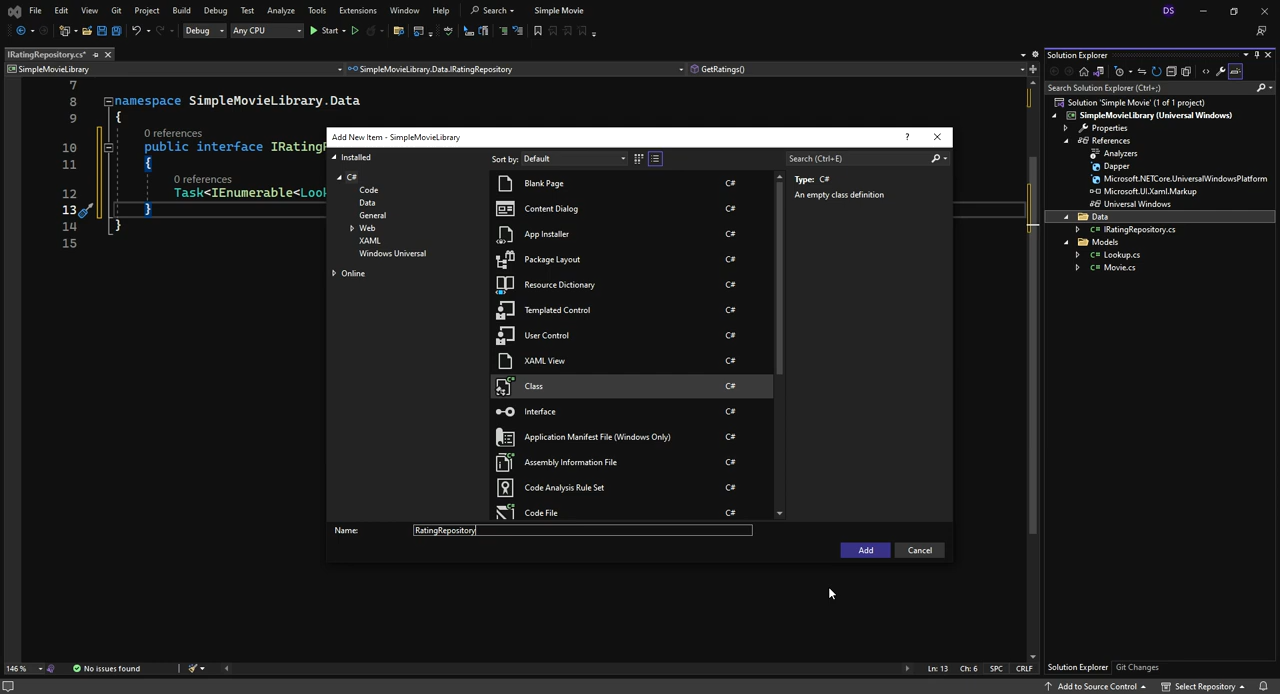 File Edit View Git Project Build Debug Test Analyze Tools Extensions Window Help Search Simple Movie DS
Debug Any CPU Start
IRatingRepository.cs*
SimpleMovieLibrary SimpleMovieLibrary.Data.IRatingRepository GetRatings()
7
8 namespace SimpleMovieLibrary.Data
9 {
0 references
10 public interface IRatingR
11 {
0 references
12 Task<IEnumerable<Look
13 }
14 }
15
Add New Item - SimpleMovieLibrary ?
Installed
C#
Code
Data
General
Web
XAML
Windows Universal
Online
Sort by: Default
Search (Ctrl+E)
Blank Page C#
Content Dialog C#
App Installer C#
Package Layout C#
Resource Dictionary C#
Templated Control C#
User Control C#
XAML View C#
Class C#
Interface C#
Application Manifest File (Windows Only) C#
Assembly Information File C#
Code Analysis Rule Set C#
Code File C#
Type: C#
An empty class definition
Name: RatingRepository
Add Cancel
Solution Explorer
Search Solution Explorer (Ctrl+;)
Solution 'Simple Movie' (1 of 1 project)
SimpleMovieLibrary (Universal Windows)
Properties
References
Analyzers
Dapper
Microsoft.NETCore.UniversalWindowsPlatform
Microsoft.UI.Xaml.Markup
Universal Windows
Data
C# IRatingRepository.cs
Models
C# Lookup.cs
C# Movie.cs
Solution Explorer Git Changes
146 % No issues found Ln: 13 Ch: 6 SPC CRLF
Add to Source Control Select Repository